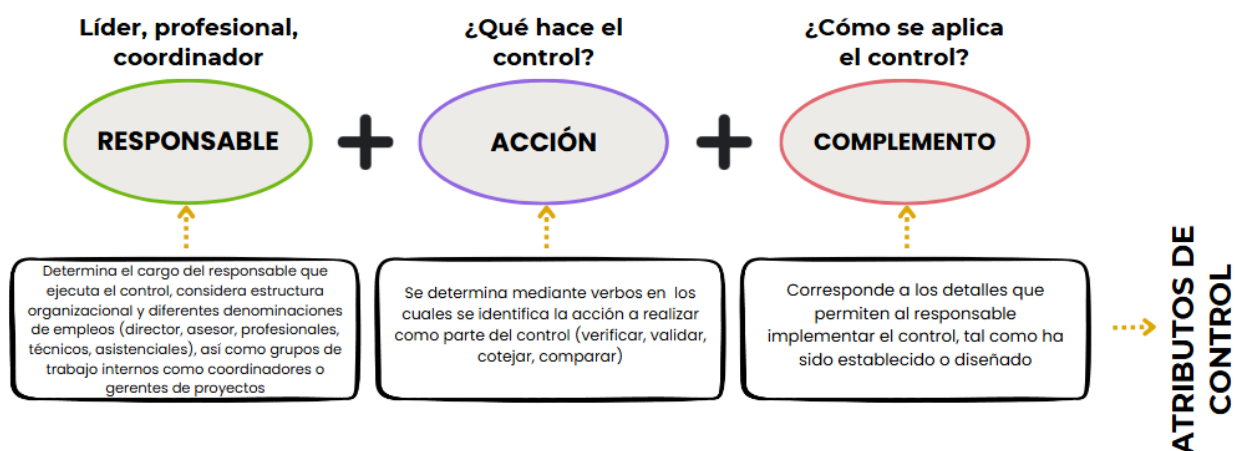 Líder, profesional,
coordinador
RESPONSABLE
Determina el cargo del responsable que
ejecuta el control, considera estructura
organizacional y diferentes denominaciones
de empleos (director, asesor, profesionales,
técnicos, asistenciales), así como grupos de
trabajo internos como coordinadores o
gerentes de proyectos
¿Qué hace el
control?
ACCIÓN
Se determina mediante verbos en los
cuales se identifica la acción a realizar
como parte del control (verificar, validar,
cotejar, comparar)
¿Cómo se aplica
el control?
COMPLEMENTO
Corresponde a los detalles que
permiten al responsable
implementar el control, tal como ha
sido establecido o diseñado
ATRIBUTOS DE
CONTROL